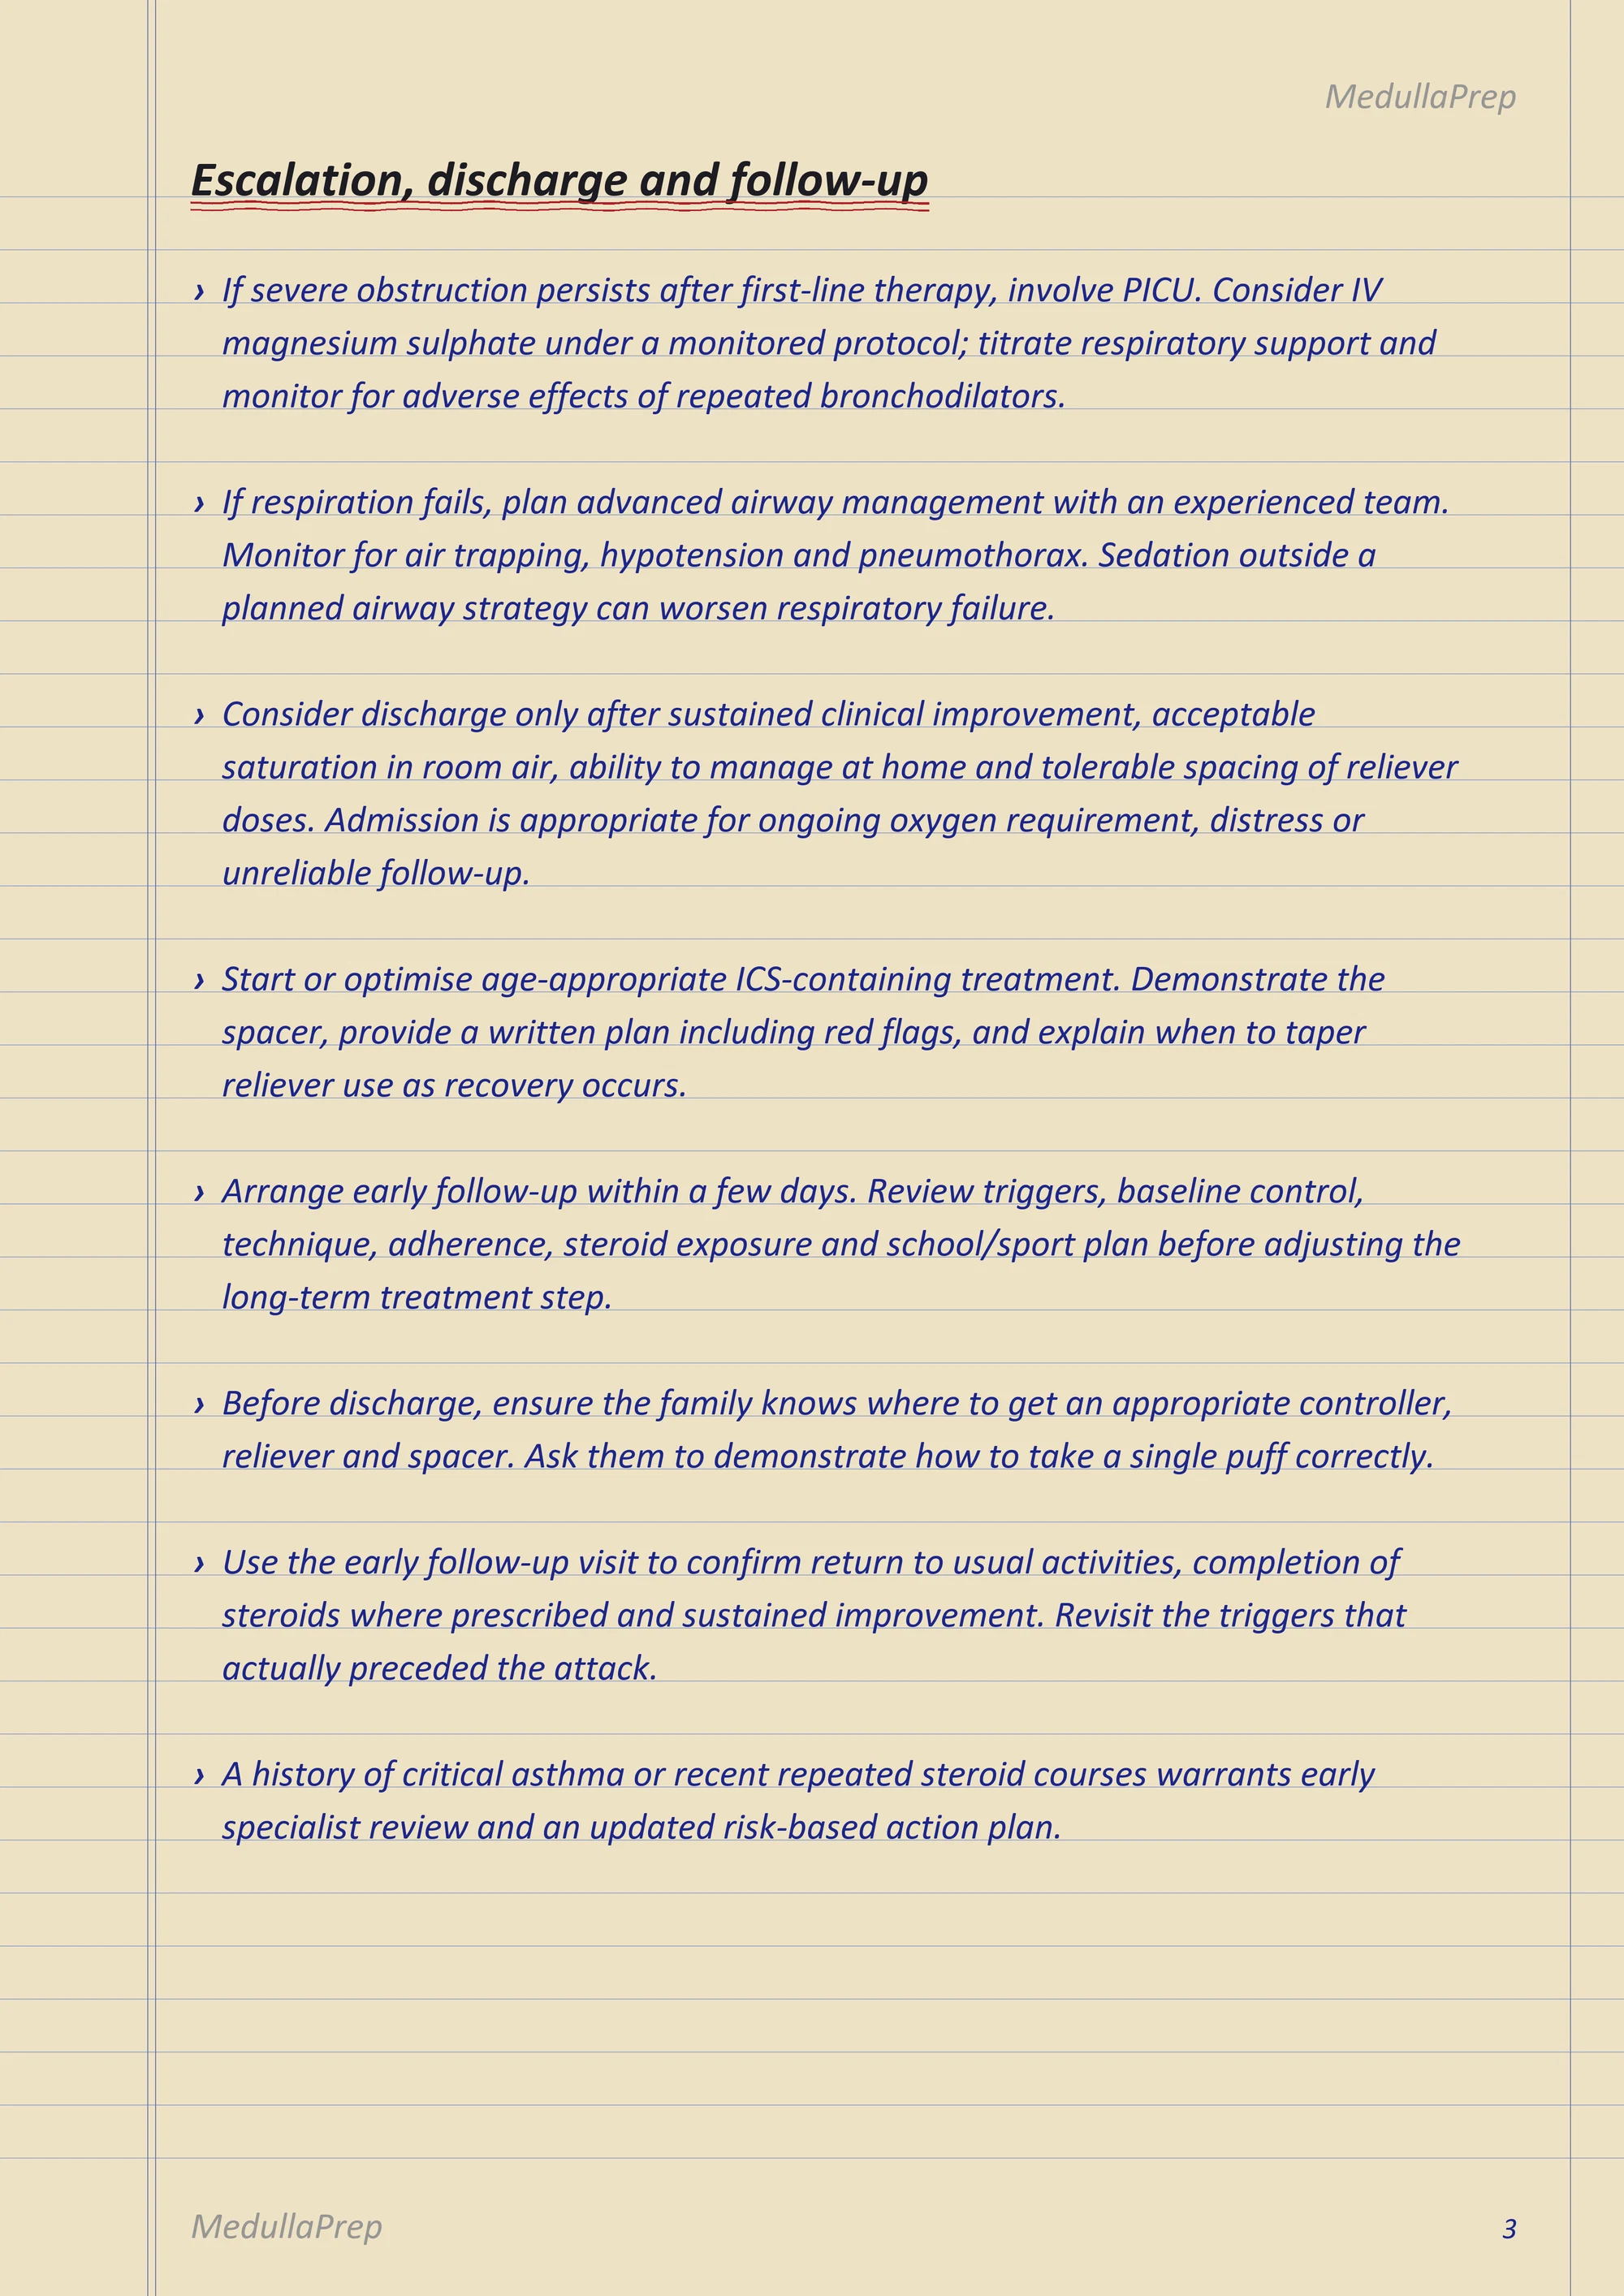 MedullaPrep
Escalation, discharge and follow-up
› If severe obstruction persists after first-line therapy, involve PICU. Consider IV
magnesium sulphate under a monitored protocol; titrate respiratory support and
monitor for adverse effects of repeated bronchodilators.
› If respiration fails, plan advanced airway management with an experienced team.
Monitor for air trapping, hypotension and pneumothorax. Sedation outside a
planned airway strategy can worsen respiratory failure.
› Consider discharge only after sustained clinical improvement, acceptable
saturation in room air, ability to manage at home and tolerable spacing of reliever
doses. Admission is appropriate for ongoing oxygen requirement, distress or
unreliable follow-up.
› Start or optimise age-appropriate ICS-containing treatment. Demonstrate the
spacer, provide a written plan including red flags, and explain when to taper
reliever use as recovery occurs.
› Arrange early follow-up within a few days. Review triggers, baseline control,
technique, adherence, steroid exposure and school/sport plan before adjusting the
long-term treatment step.
› Before discharge, ensure the family knows where to get an appropriate controller,
reliever and spacer. Ask them to demonstrate how to take a single puff correctly.
› Use the early follow-up visit to confirm return to usual activities, completion of
steroids where prescribed and sustained improvement. Revisit the triggers that
actually preceded the attack.
› A history of critical asthma or recent repeated steroid courses warrants early
specialist review and an updated risk-based action plan.
MedullaPrep
3